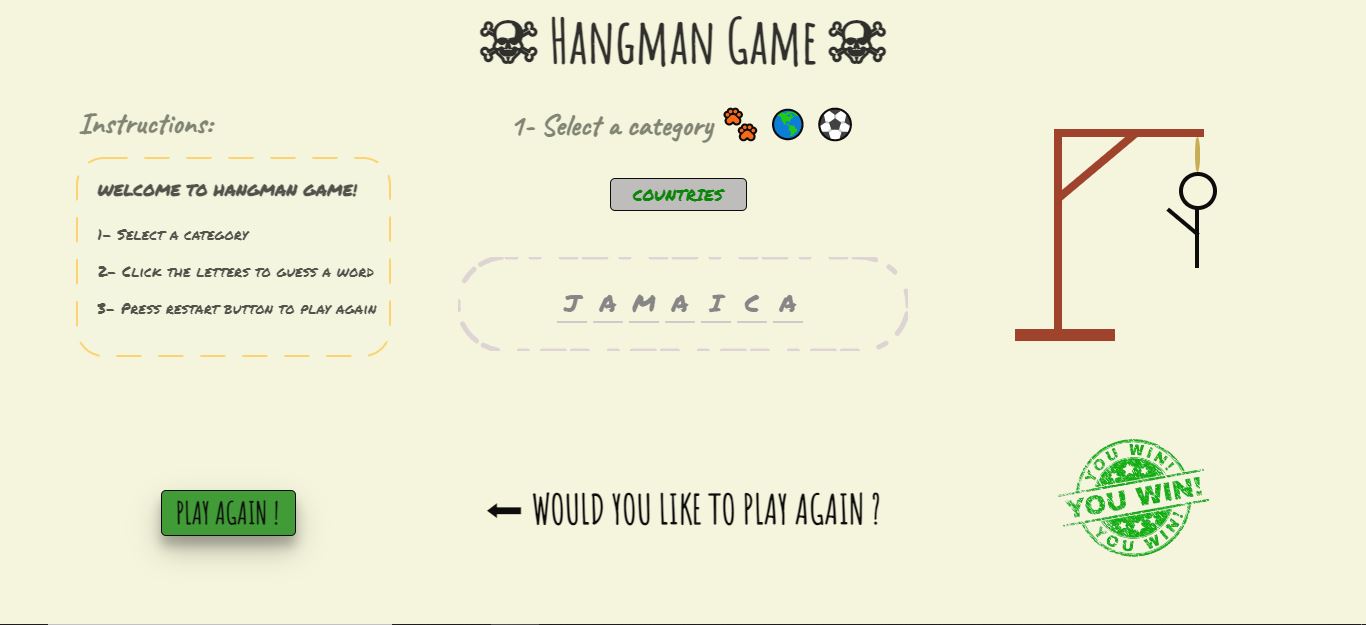 Hangman Game
Instructions:
WELCOME TO HANGMAN GAME!
1- Select a category
2- Click the letters to guess a word
3- Press restart button to play again
1- Select a category
COUNTRIES
J A M A I C A
PLAY AGAIN !
WOULD YOU LIKE TO PLAY AGAIN ?
YOU WIN!
YOU WIN!
YOU WIN!